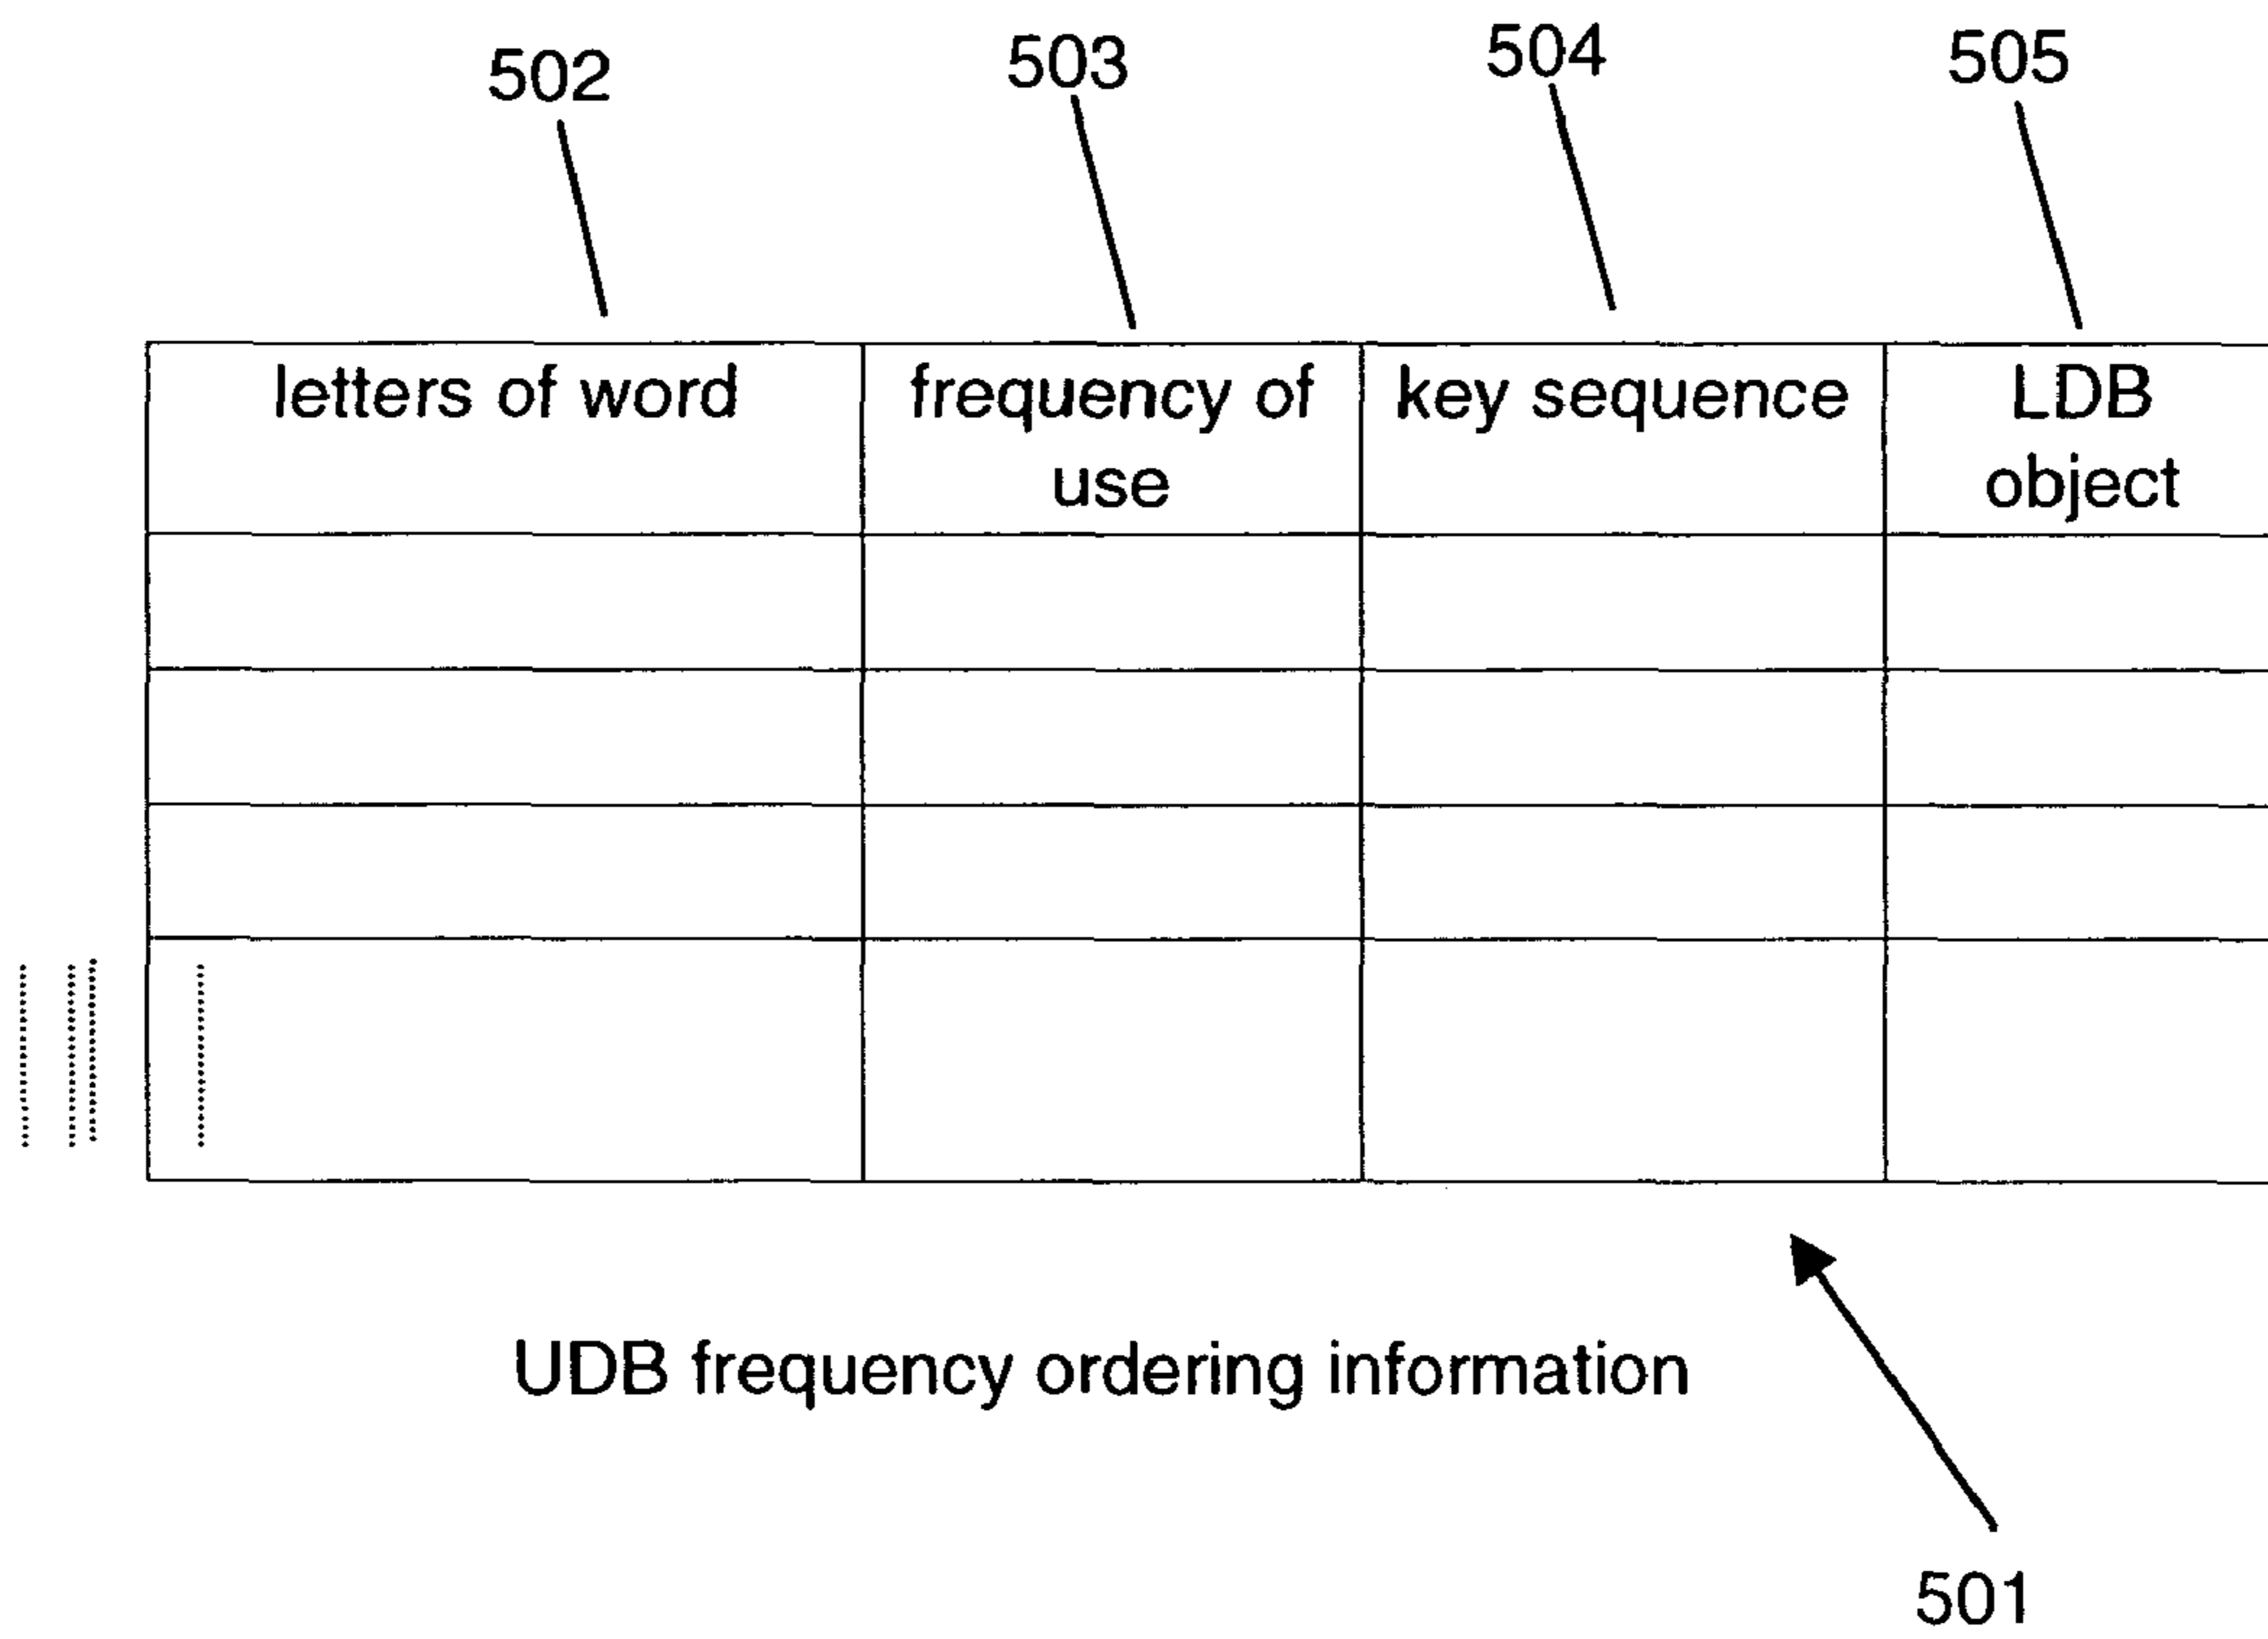 502 503 504 505
letters of word frequency of key sequence LDB
use object
UDB frequency ordering information
501